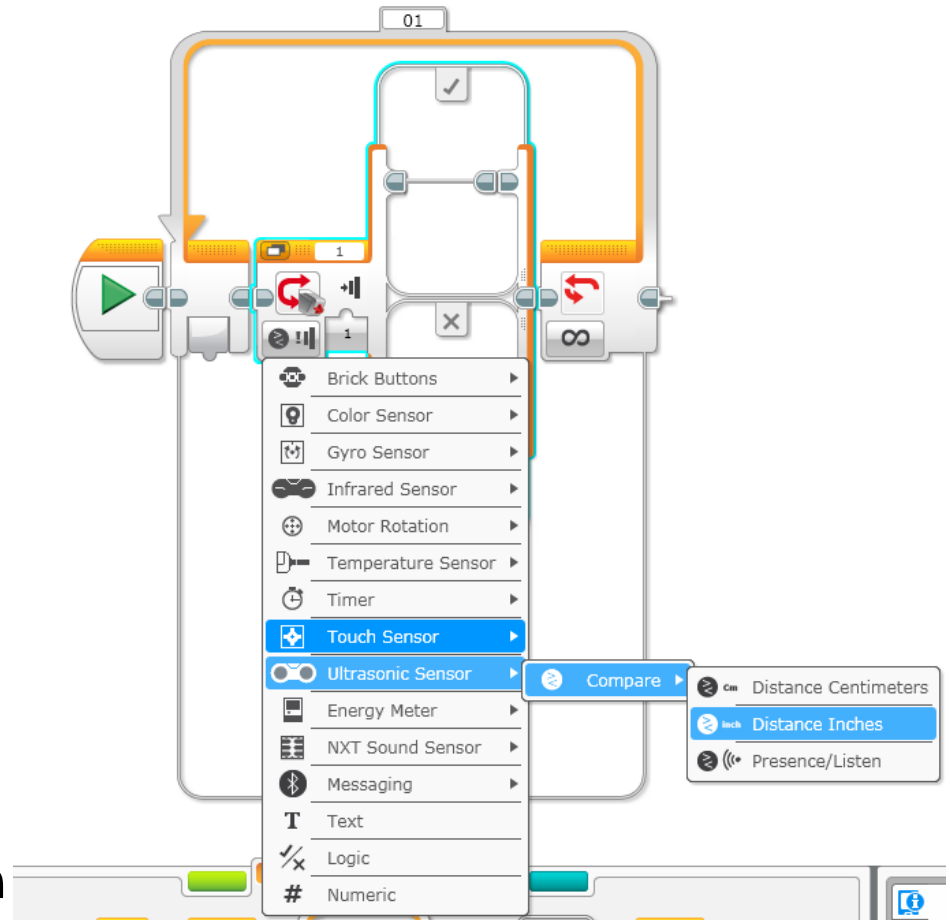 01
1
1
∞
Brick Buttons
Color Sensor
Gyro Sensor
Infrared Sensor
Motor Rotation
Temperature Sensor
Timer
Touch Sensor
Ultrasonic Sensor
Compare
Cm Distance Centimeters
inch Distance Inches
Presence/Listen
Energy Meter
NXT Sound Sensor
Messaging
T Text
Logic
# Numeric